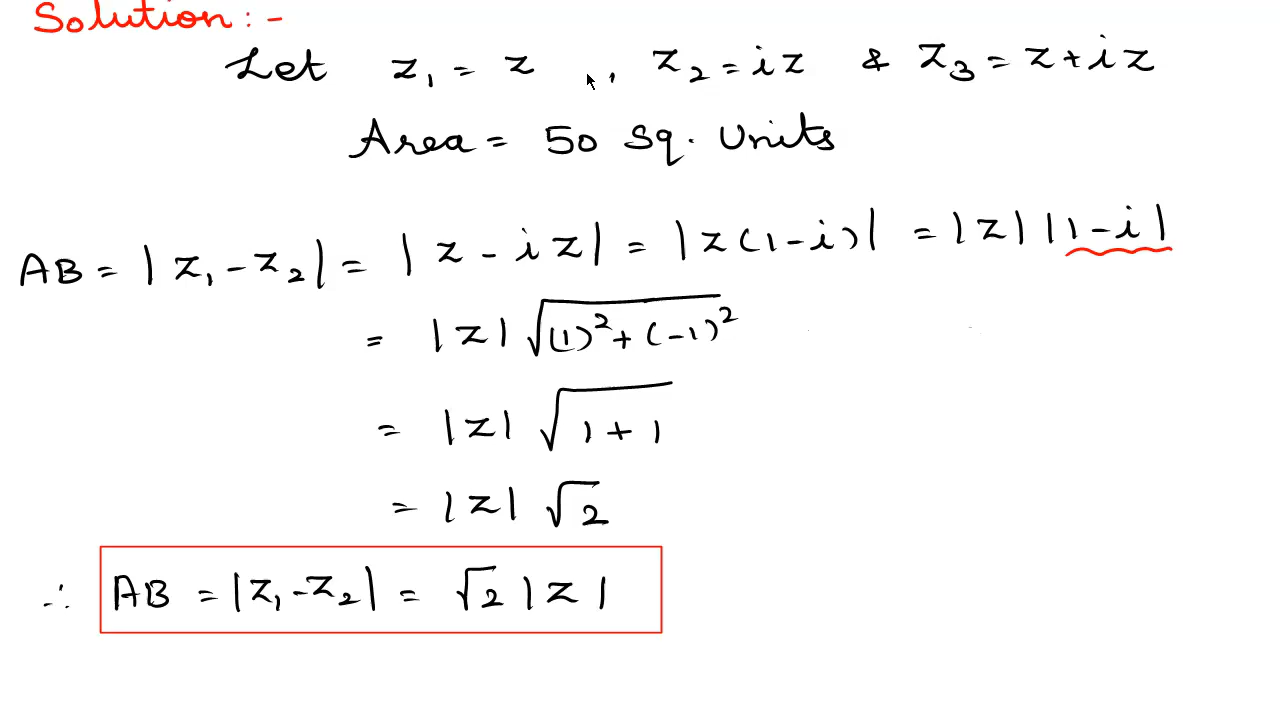 Solution:-
Let z₁ = z , z₂ = iz & z₃ = z+iz
Area = 50 Sq. Units
AB = |z₁ - z₂| = |z - iz| = |z(1-i)| = |z| |1-i|
= |z| √((1)² + (-1)²)
= |z| √(1+1)
= |z| √2
∴ AB = |z₁ - z₂| = √2 |z|